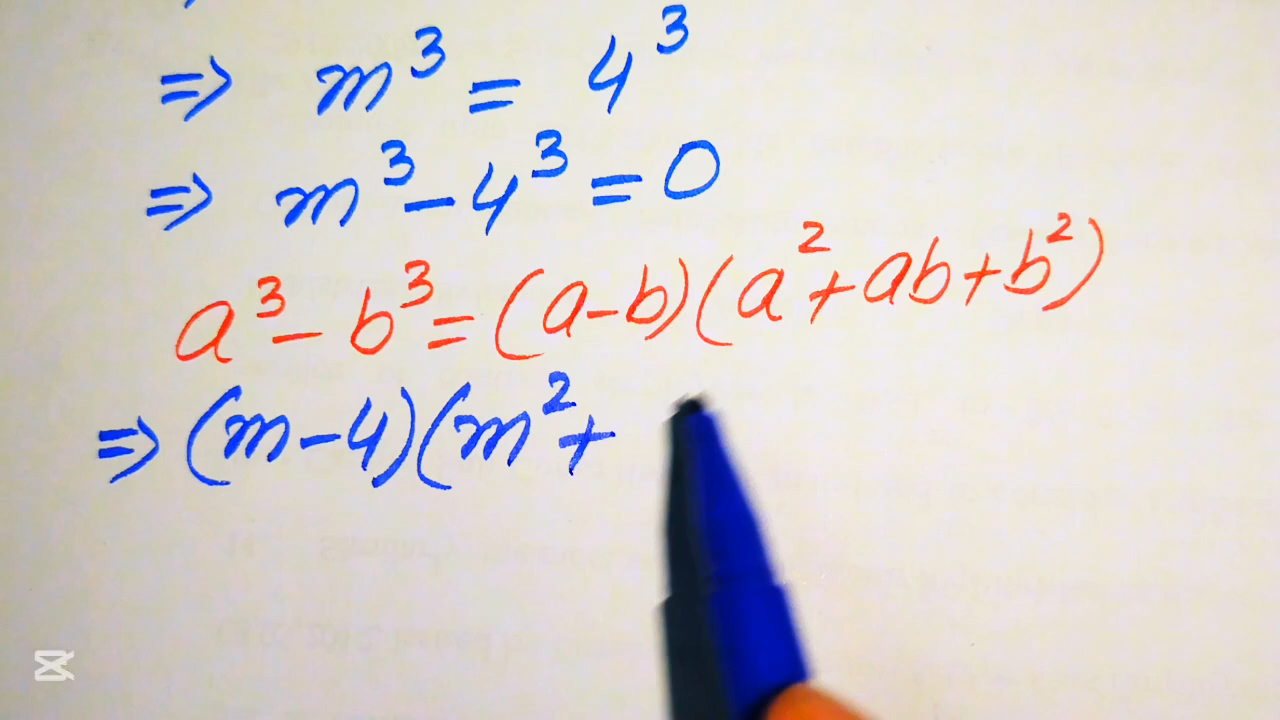 ⇒ m³ = 4³
⇒ m³ - 4³ = 0
a³ - b³ = (a-b)(a² + ab + b²)
⇒ (m-4)(m² +